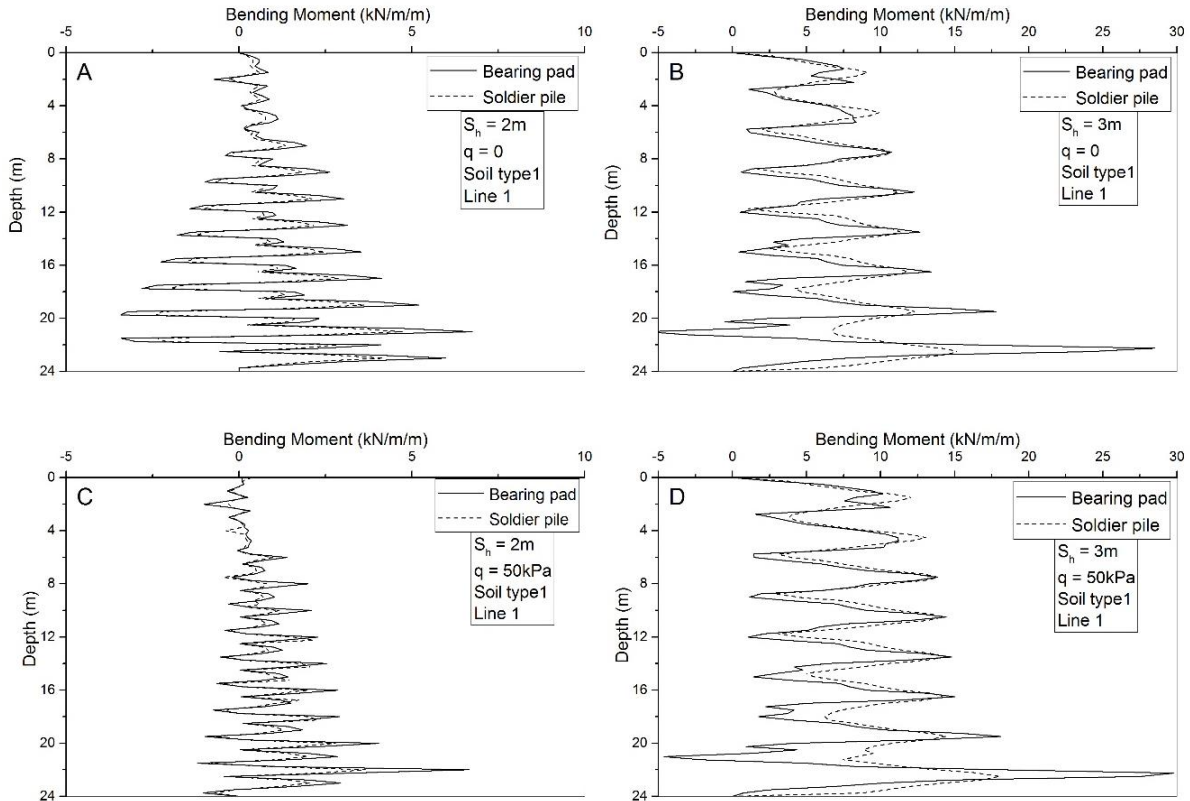 Bending Moment (kN/m/m)
-5 0 5 10
0
4
8
12
16
20
24
Depth (m)
A
Bearing pad
Soldier pile
Sh = 2m
q = 0
Soil type1
Line 1
Bending Moment (kN/m/m)
-5 0 5 10 15 20 25 30
0
4
8
12
16
20
24
Depth (m)
B
Bearing pad
Soldier pile
Sh = 3m
q = 0
Soil type1
Line 1
Bending Moment (kN/m/m)
-5 0 5 10
0
4
8
12
16
20
24
Depth (m)
C
Bearing pad
Soldier pile
Sh = 2m
q = 50kPa
Soil type1
Line 1
Bending Moment (kN/m/m)
-5 0 5 10 15 20 25 30
0
4
8
12
16
20
24
Depth (m)
D
Bearing pad
Soldier pile
Sh = 3m
q = 50kPa
Soil type1
Line 1